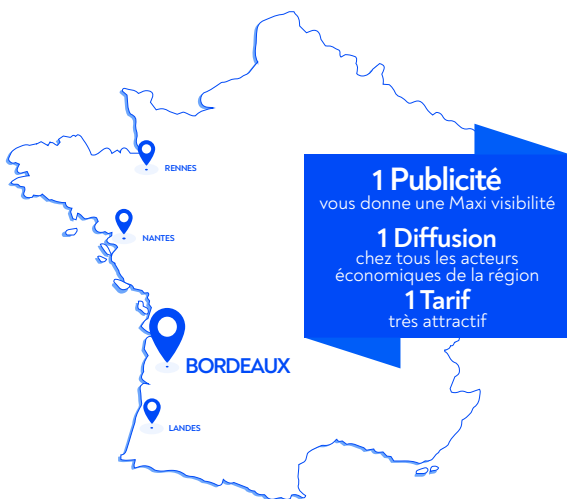 RENNES
NANTES
BORDEAUX
LANDES
1 Publicité
vous donne une Maxi visibilité
1 Diffusion
chez tous les acteurs
économiques de la région
1 Tarif
très attractif